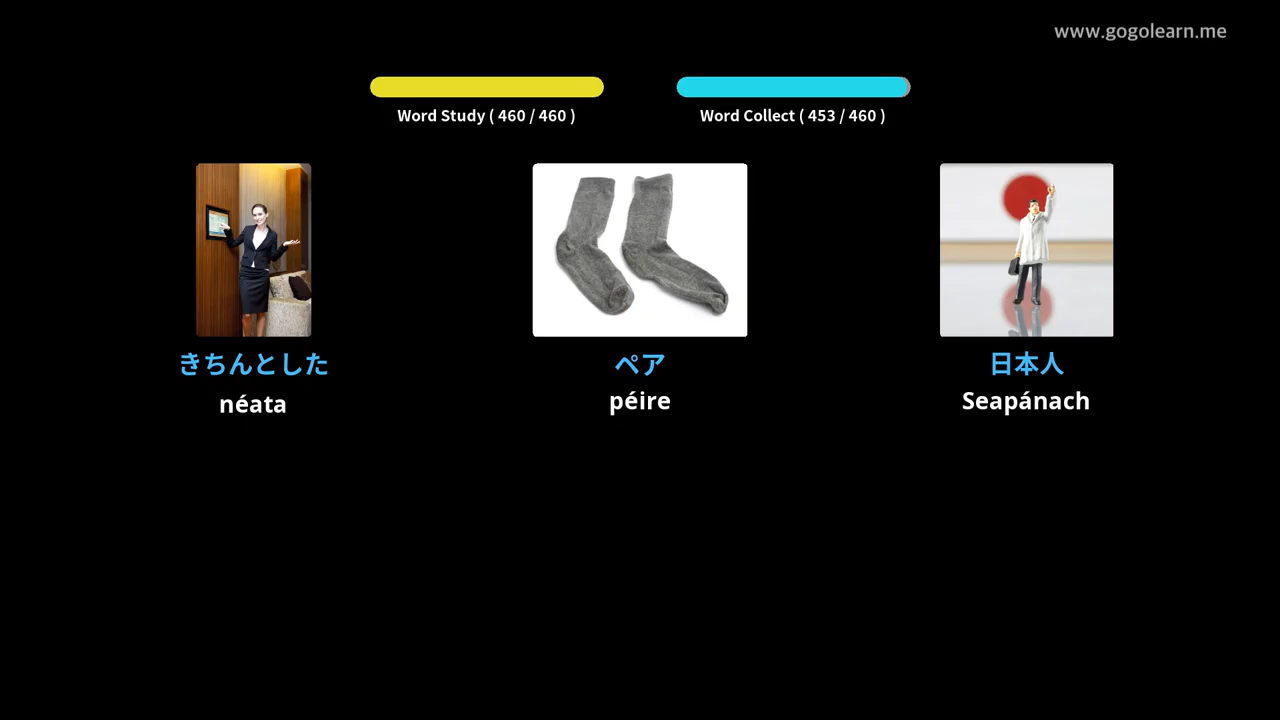 www.gogolearn.me
Word Study ( 460 / 460 )
Word Collect ( 453 / 460 )
きちんとした
ペア
日本人
néata
péire
Seapánach